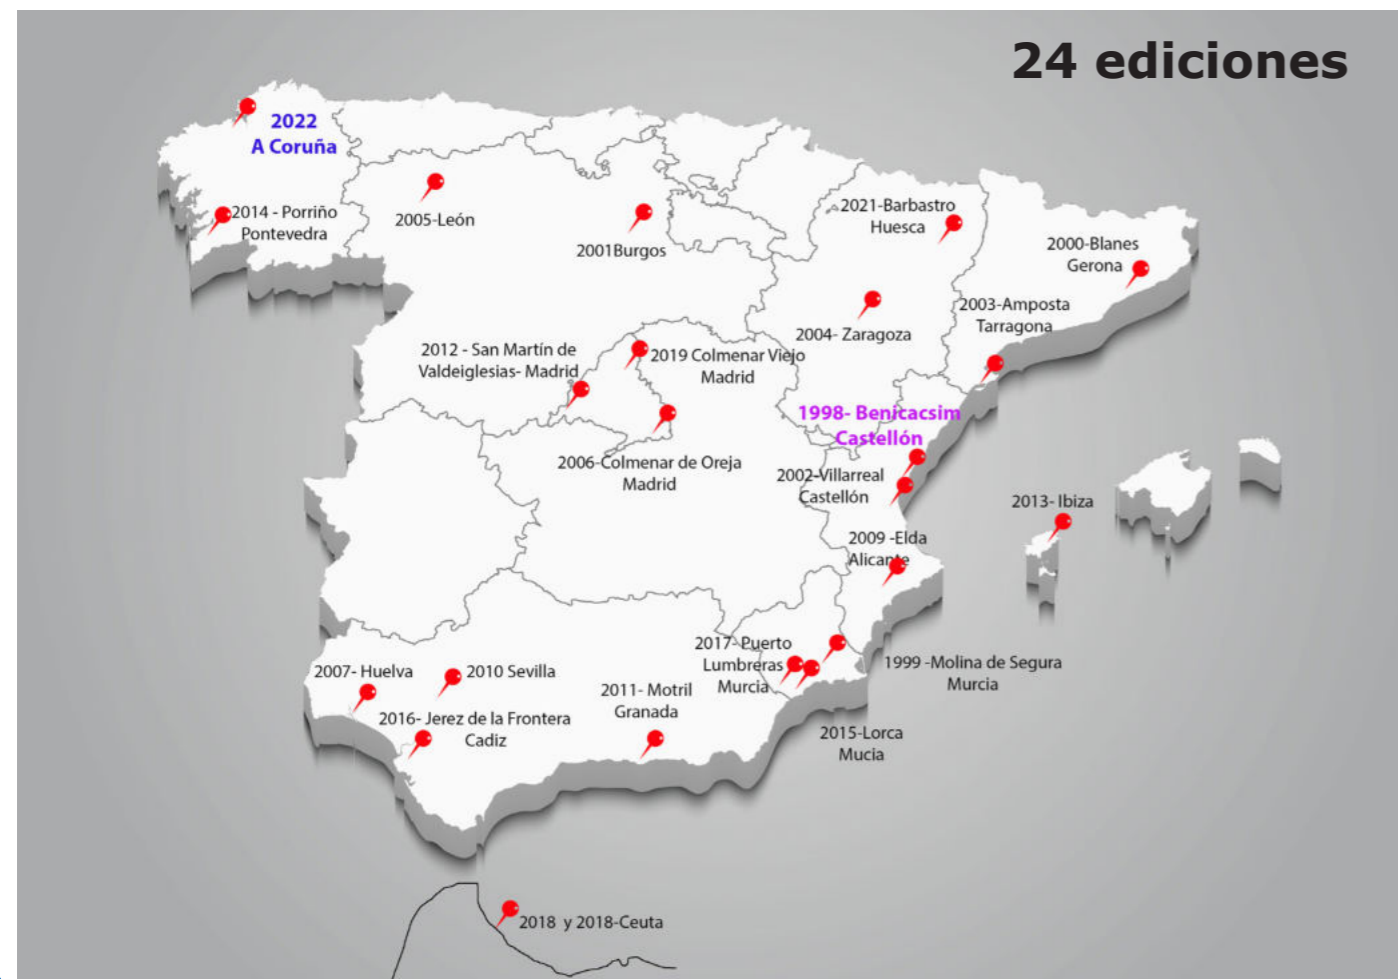 24 ediciones
2022
A Coruña
2014 - Porriño
Pontevedra
2005-León
2001Burgos
2021-Barbastro
Huesca
2000-Blanes
Gerona
2003-Amposta
Tarragona
2004- Zaragoza
2012 - San Martín de
Valdeiglesias- Madrid
2019 Colmenar Viejo
Madrid
1998- Benicacsim
Castellón
2006-Colmenar de Oreja
Madrid
2002-Villarreal
Castellón
2013- Ibiza
2009 -Elda
Alicante
2017- Puerto
Lumbreras
Murcia
1999 -Molina de Segura
Murcia
2007- Huelva
2010 Sevilla
2011- Motril
Granada
2016- Jerez de la Frontera
Cadiz
2015-Lorca
Mucia
2018 y 2018-Ceuta